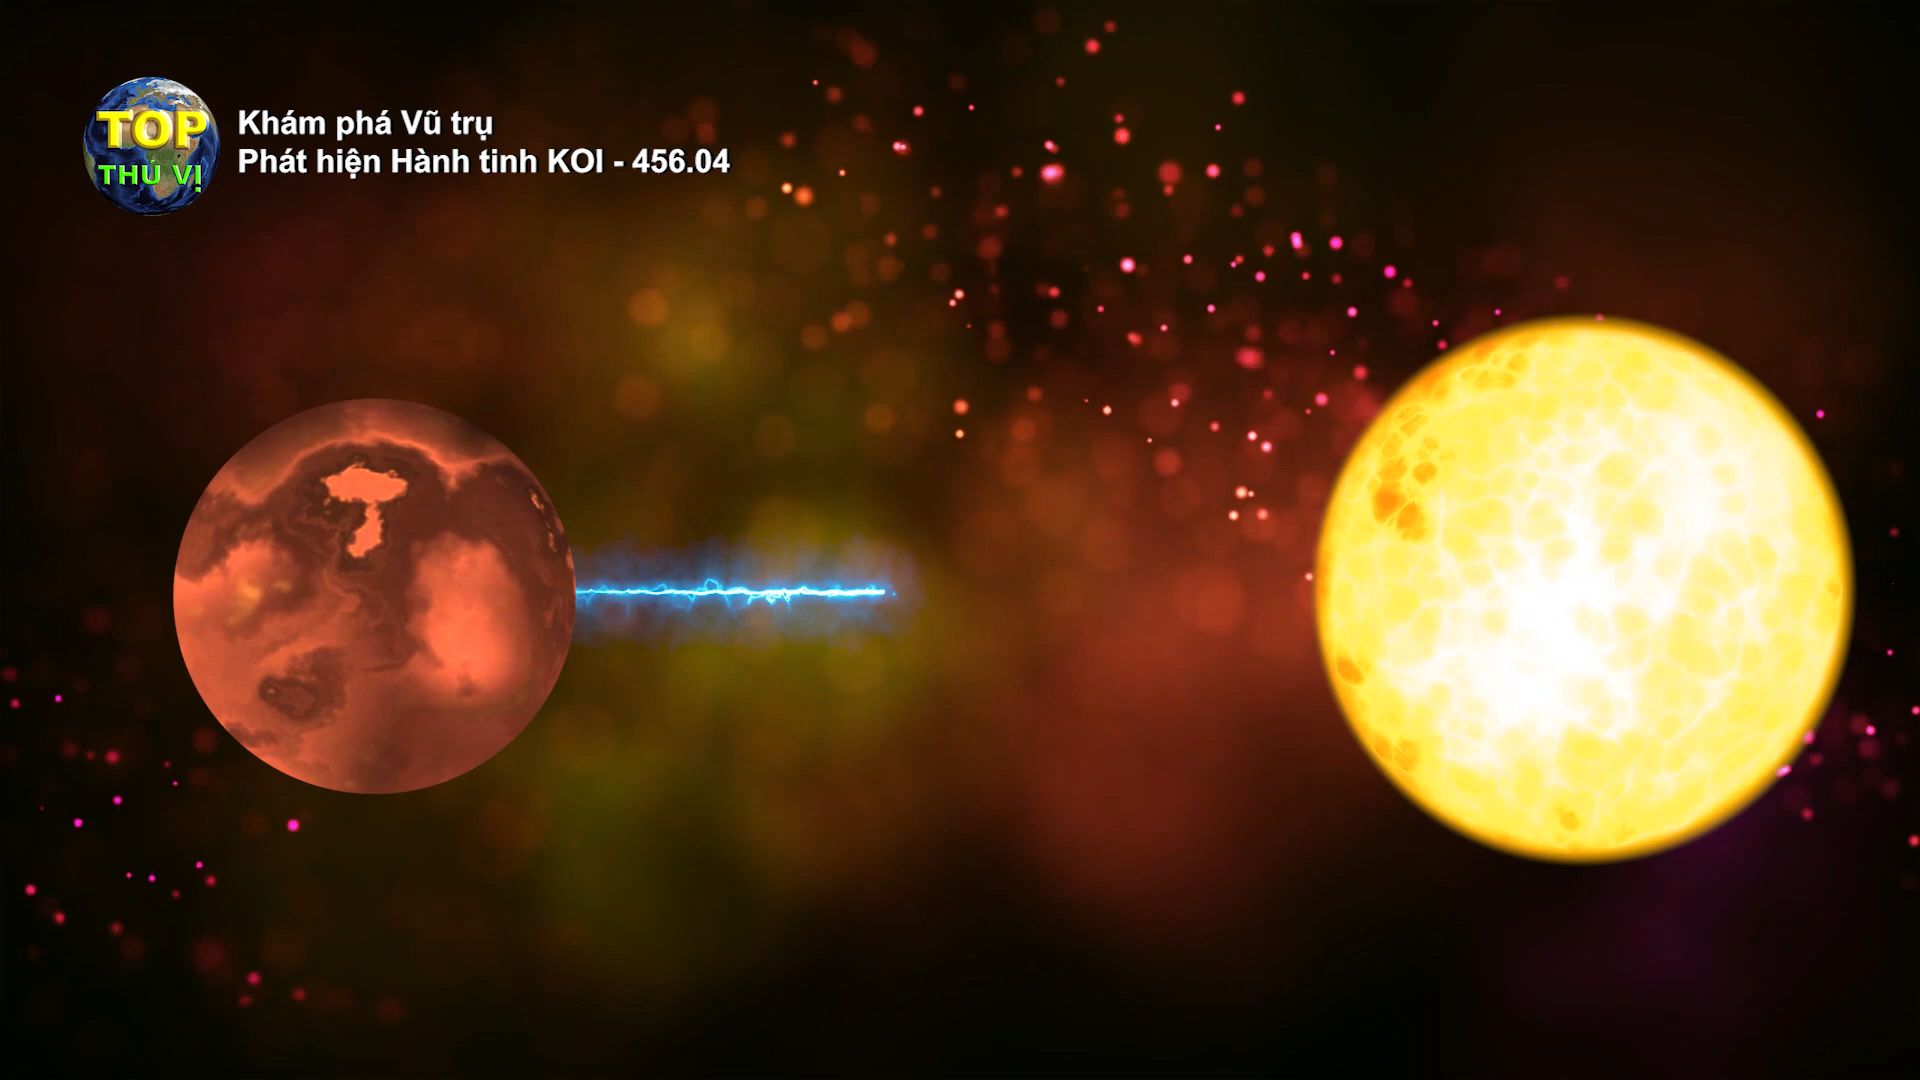 TOP
THÚ VỊ
Khám phá Vũ trụ
Phát hiện Hành tinh KOI - 456.04